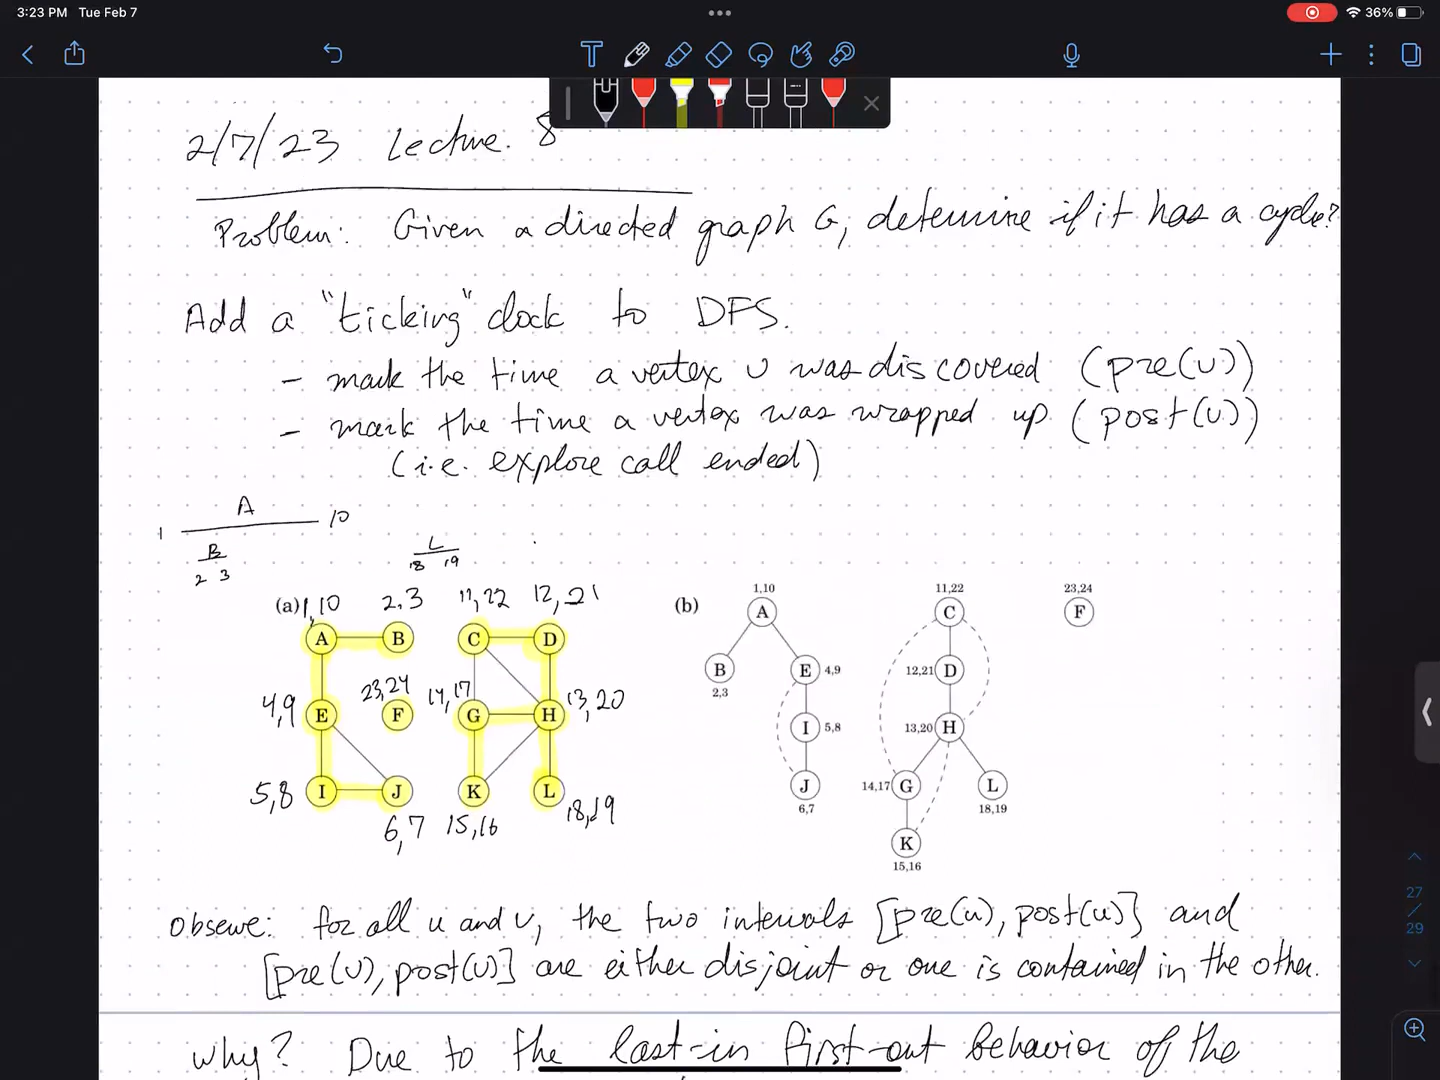 3:23 PM Tue Feb 7
36%
2/7/23 Lecture. 8
Problem: Given a directed graph G, determine if it has a cycle?
Add a "ticking" clock to DFS.
– mark the time a vertex v was discovered (pre(v))
– mark the time a vertex was wrapped up (post(v))
(i.e. explore call ended)
A
1 10
B
2 3
L
18 19
(a) 1,10 2,3 11,22 12,21
A B C D
4,9 23,24 14,17 13,20
E F G H
5,8 I J K L
6,7 15,16 18,19
(b)
1,10 11,22 23,24
A C F
B E 4,9 12,21 D
2,3
I 5,8 13,20 H
J 14,17 G L
6,7 18,19
K
15,16
Observe: for all u and v, the two intervals [pre(u), post(u)] and
[pre(v), post(v)] are either disjoint or one is contained in the other.
why? Due to the last-in first-out behavior of the
27
/
29